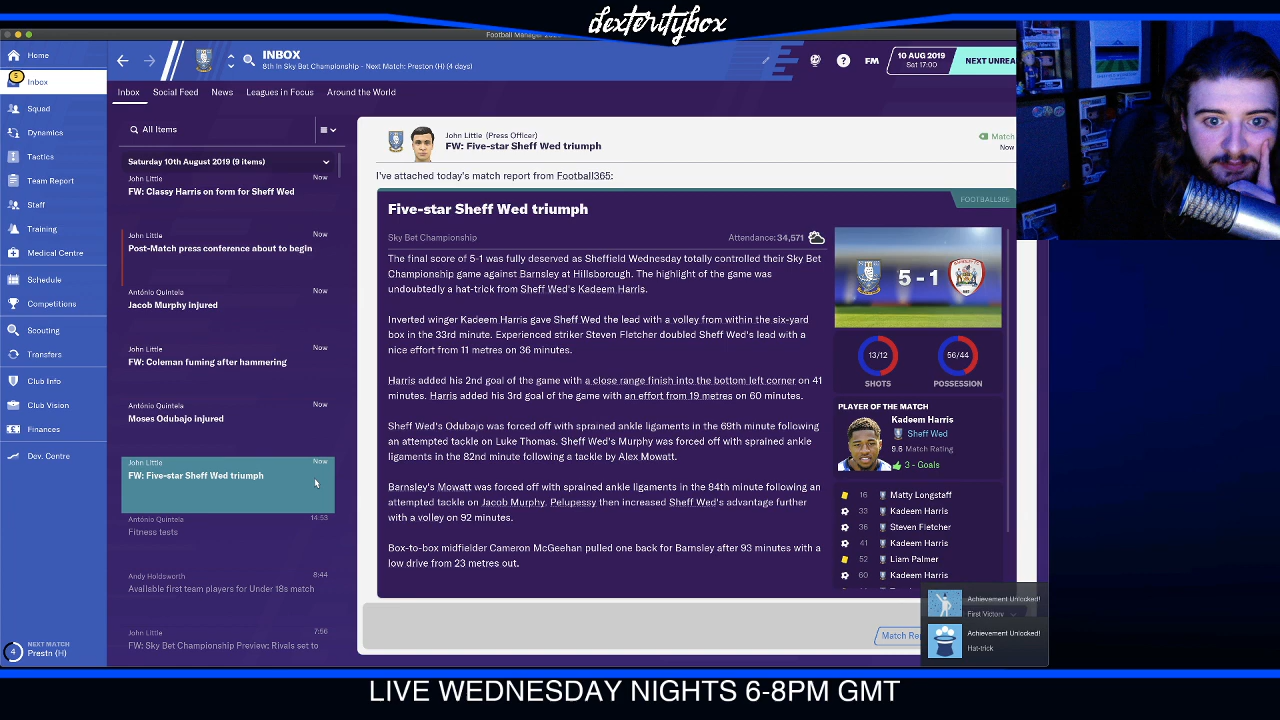 dexteritybox
Football Manager 20
Home
5
Inbox
Squad
Dynamics
Tactics
Team Report
Staff
Training
Medical Centre
Schedule
Competitions
Scouting
Transfers
Club Info
Club Vision
Finances
Dev. Centre
4
NEXT MATCH
Prestn (H)
INBOX
8th in Sky Bet Championship - Next Match: Preston (H) (4 days)
?
FM
10 AUG 2019
Sat 17:00
NEXT UNREA
Inbox
Social Feed
News
Leagues in Focus
Around the World
All Items
Saturday 10th August 2019 (9 items)
John Little
Now
FW: Classy Harris on form for Sheff Wed
John Little
Now
Post-Match press conference about to begin
António Quintela
Now
Jacob Murphy injured
John Little
Now
FW: Coleman fuming after hammering
António Quintela
Now
Moses Odubajo injured
John Little
Now
FW: Five-star Sheff Wed triumph
António Quintela
14:53
Fitness tests
Andy Holdsworth
8:44
Available first team players for Under 18s match
John Little
7:56
FW: Sky Bet Championship Preview: Rivals set to
John Little (Press Officer)
FW: Five-star Sheff Wed triumph
Match
Now
I've attached today's match report from Football365:
FOOTBALL365
Five-star Sheff Wed triumph
Sky Bet Championship
Attendance: 34,571
The final score of 5-1 was fully deserved as Sheffield Wednesday totally controlled their Sky Bet
Championship game against Barnsley at Hillsborough. The highlight of the game was
undoubtedly a hat-trick from Sheff Wed's Kadeem Harris.
Inverted winger Kadeem Harris gave Sheff Wed the lead with a volley from within the six-yard
box in the 33rd minute. Experienced striker Steven Fletcher doubled Sheff Wed's lead with a
nice effort from 11 metres on 36 minutes.
Harris added his 2nd goal of the game with a close range finish into the bottom left corner on 41
minutes. Harris added his 3rd goal of the game with an effort from 19 metres on 60 minutes.
Sheff Wed's Odubajo was forced off with sprained ankle ligaments in the 69th minute following
an attempted tackle on Luke Thomas. Sheff Wed's Murphy was forced off with sprained ankle
ligaments in the 82nd minute following a tackle by Alex Mowatt.
Barnsley's Mowatt was forced off with sprained ankle ligaments in the 84th minute following an
attempted tackle on Jacob Murphy. Pelupessy then increased Sheff Wed's advantage further
with a volley on 92 minutes.
Box-to-box midfielder Cameron McGeehan pulled one back for Barnsley after 93 minutes with a
low drive from 23 metres out.
5 - 1
13/12
SHOTS
56/44
POSSESSION
PLAYER OF THE MATCH
Kadeem Harris
Sheff Wed
9.6 Match Rating
3 - Goals
16 Matty Longstaff
33 Kadeem Harris
36 Steven Fletcher
41 Kadeem Harris
52 Liam Palmer
60 Kadeem Harris
Match Rep
Achievement Unlocked!
First Victory
Achievement Unlocked!
Hat-trick
LIVE WEDNESDAY NIGHTS 6-8PM GMT